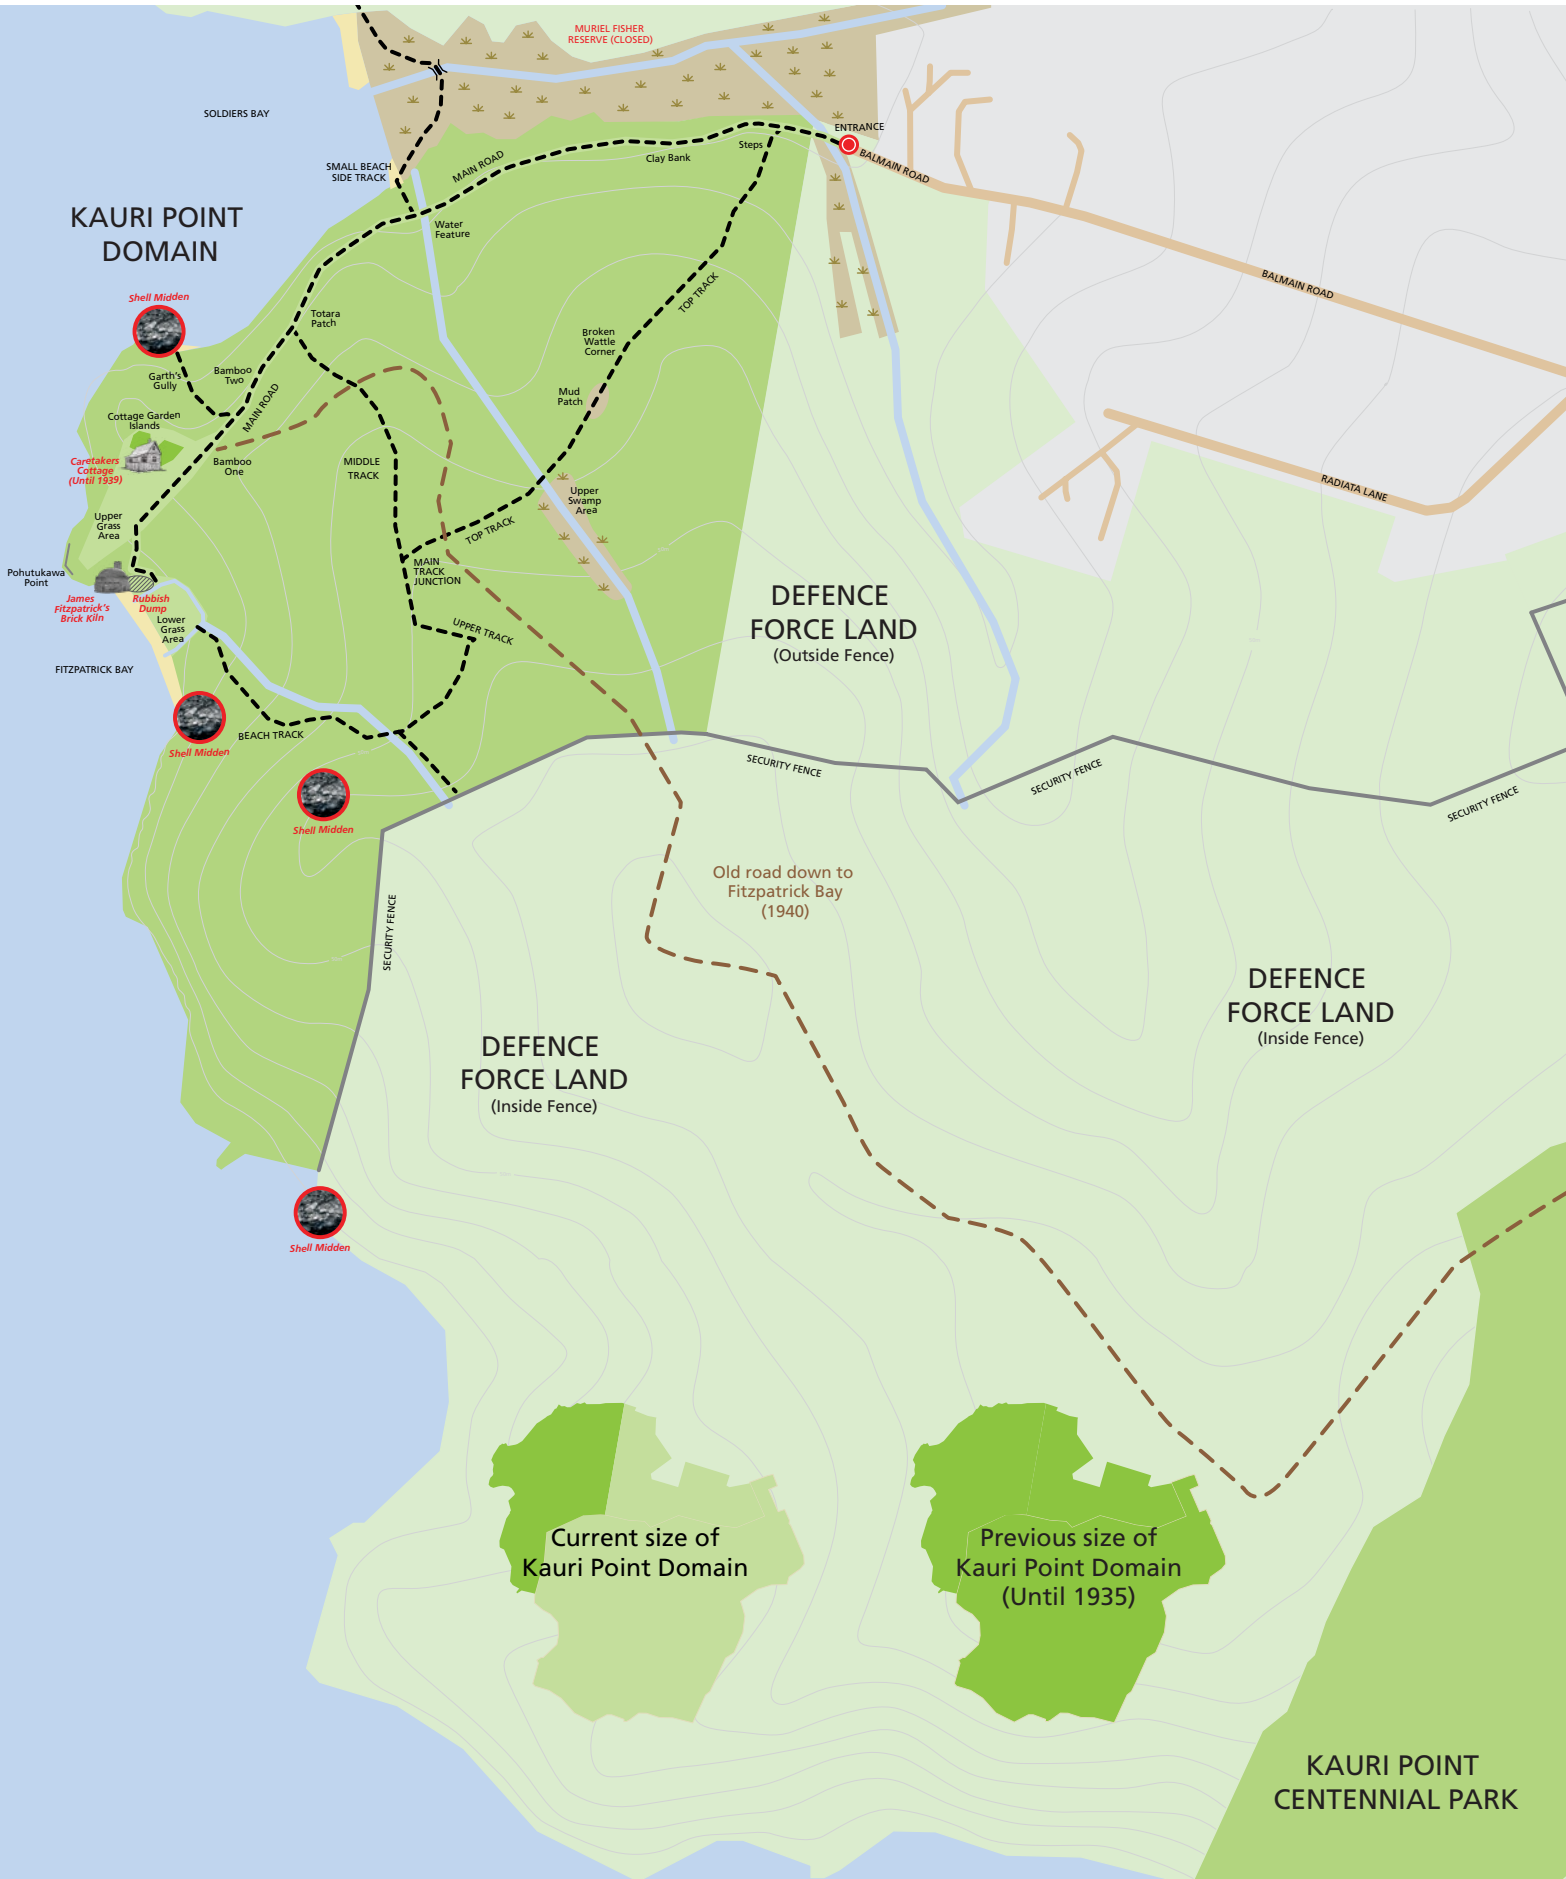 MURIEL FISHER
RESERVE (CLOSED)
SOLDIERS BAY
ENTRANCE
BALMAIN ROAD
Steps
Clay Bank
MAIN ROAD
SMALL BEACH
SIDE TRACK
KAURI POINT
DOMAIN
Water
Feature
TOP TRACK
BALMAIN ROAD
Shell Midden
Totara
Patch
Broken
Wattle
Corner
Garth's
Gully
Bamboo
Two
Mud
Patch
MAIN ROAD
Cottage Garden
Islands
Caretakers
Cottage
(Until 1939)
Bamboo
One
MIDDLE
TRACK
RADIATA LANE
Upper
Swamp
Area
Upper
Grass
Area
TOP TRACK
MAIN
TRACK
JUNCTION
Pohutukawa
Point
James
Fitzpatrick's
Brick Kiln
Rubbish
Dump
Lower
Grass
Area
UPPER TRACK
DEFENCE
FORCE LAND
(Outside Fence)
FITZPATRICK BAY
BEACH TRACK
Shell Midden
SECURITY FENCE
SECURITY FENCE
SECURITY FENCE
Shell Midden
SECURITY FENCE
Old road down to
Fitzpatrick Bay
(1940)
DEFENCE
FORCE LAND
(Inside Fence)
DEFENCE
FORCE LAND
(Inside Fence)
Shell Midden
Current size of
Kauri Point Domain
Previous size of
Kauri Point Domain
(Until 1935)
KAURI POINT
CENTENNIAL PARK